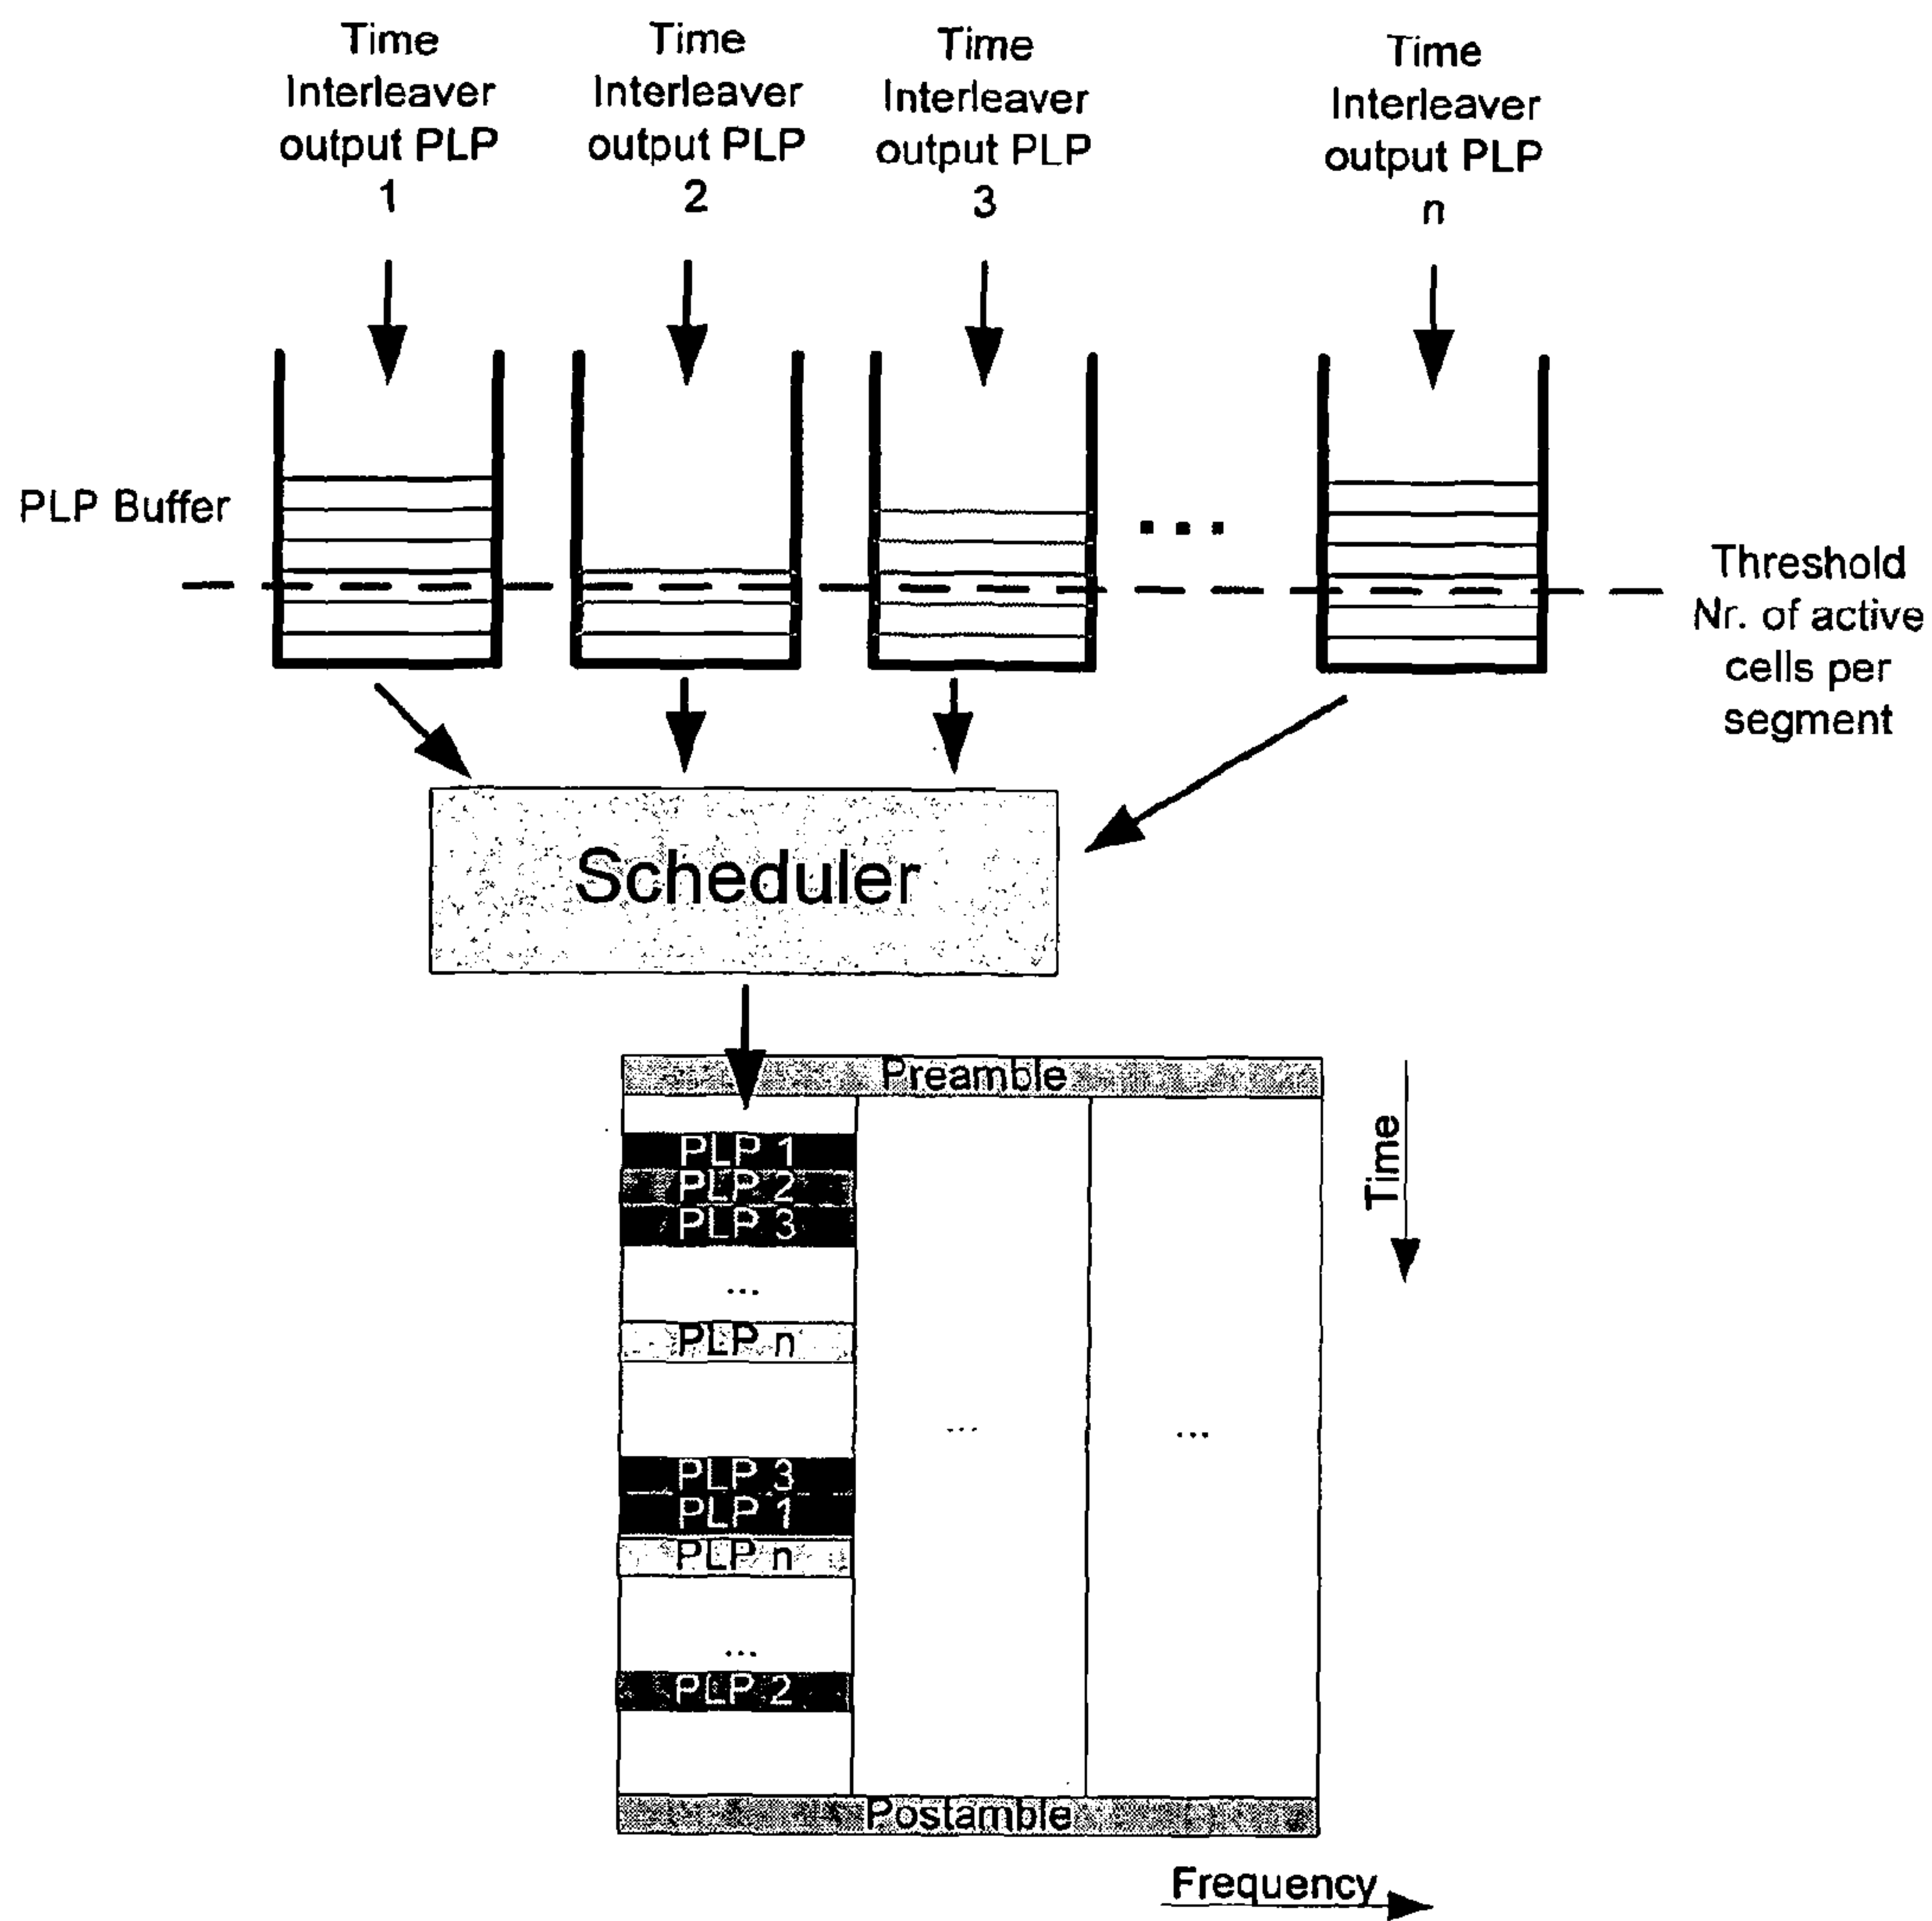 Time
Interleaver
output PLP
1
Time
Interleaver
output PLP
2
Time
Interleaver
output PLP
3
Time
Interleaver
output PLP
n
PLP Buffer
...
Threshold
Nr. of active
cells per
segment
Scheduler
Preamble
PLP 1
PLP 2
PLP 3
...
PLP n
...
...
PLP 3
PLP 1
PLP n
...
PLP 2
Postamble
Time
Frequency